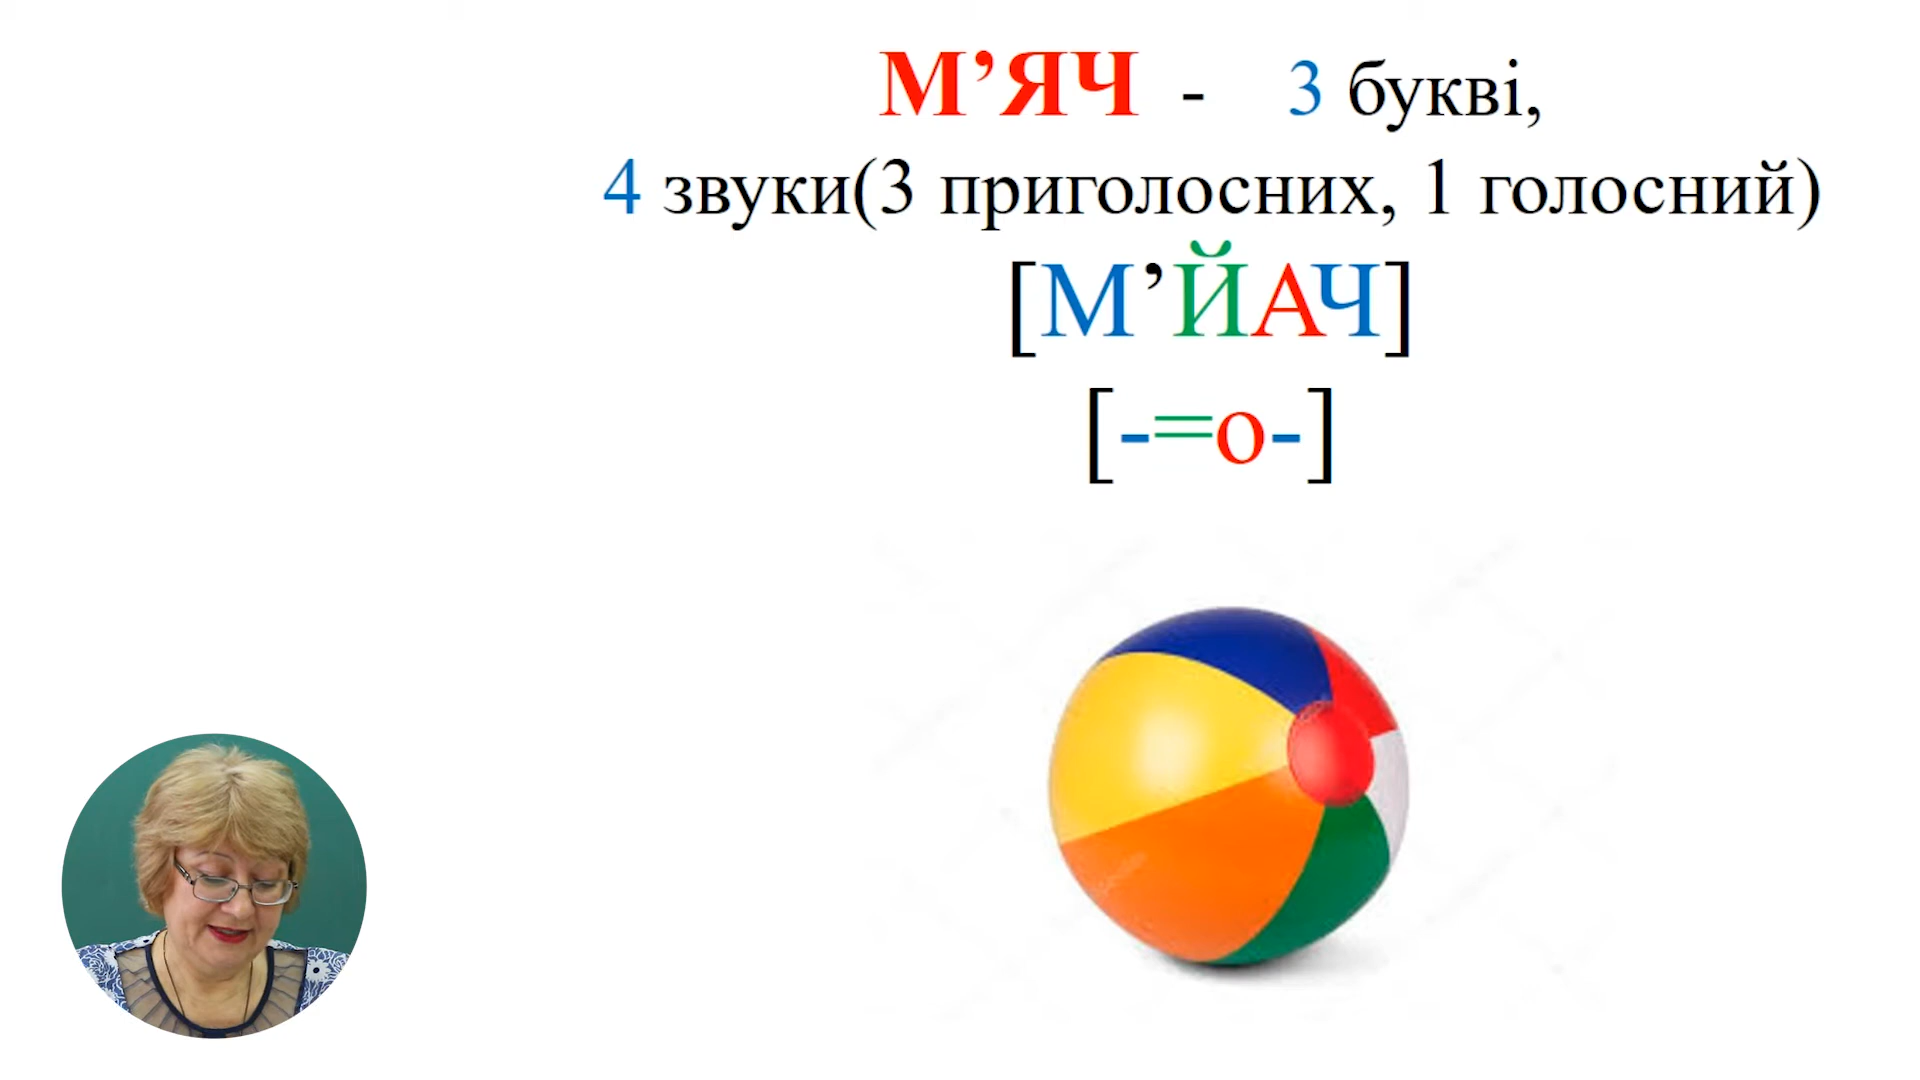 М’ЯЧ - 3 букві,
4 звуки(3 приголосних, 1 голосний)
[М’ЙАЧ]
[-=о-]